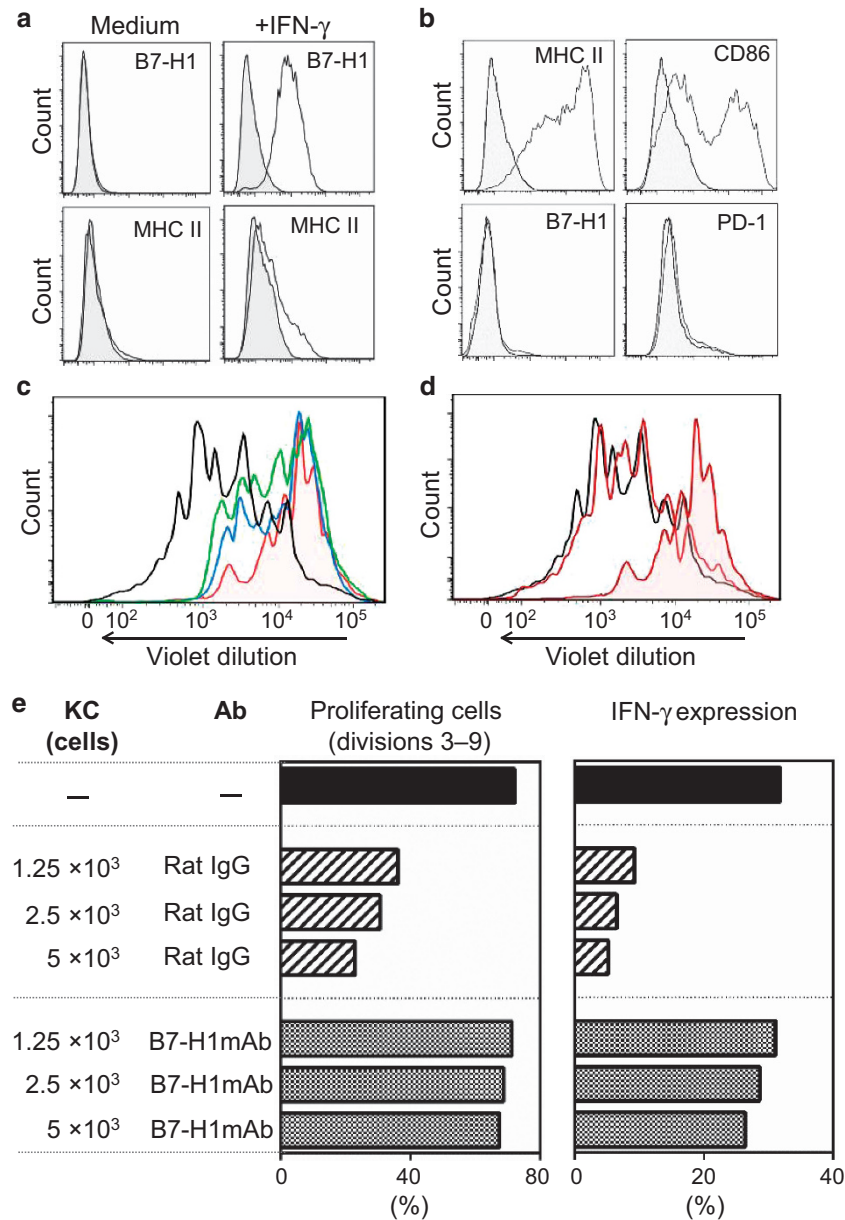 a
b
Medium
+IFN-γ
B7-H1
B7-H1
MHC II
CD86
Count
Count
MHC II
MHC II
B7-H1
PD-1
Count
Count
c
d
Count
Count
0 10² 10³ 10⁴ 10⁵
0 10² 10³ 10⁴ 10⁵
Violet dilution
Violet dilution
e
KC
(cells)
Ab
Proliferating cells
(divisions 3–9)
IFN-γ expression
— —
1.25 ×10³ Rat IgG
2.5 ×10³ Rat IgG
5 ×10³ Rat IgG
1.25 ×10³ B7-H1mAb
2.5 ×10³ B7-H1mAb
5 ×10³ B7-H1mAb
0 40 80
0 20 40
(%)
(%)